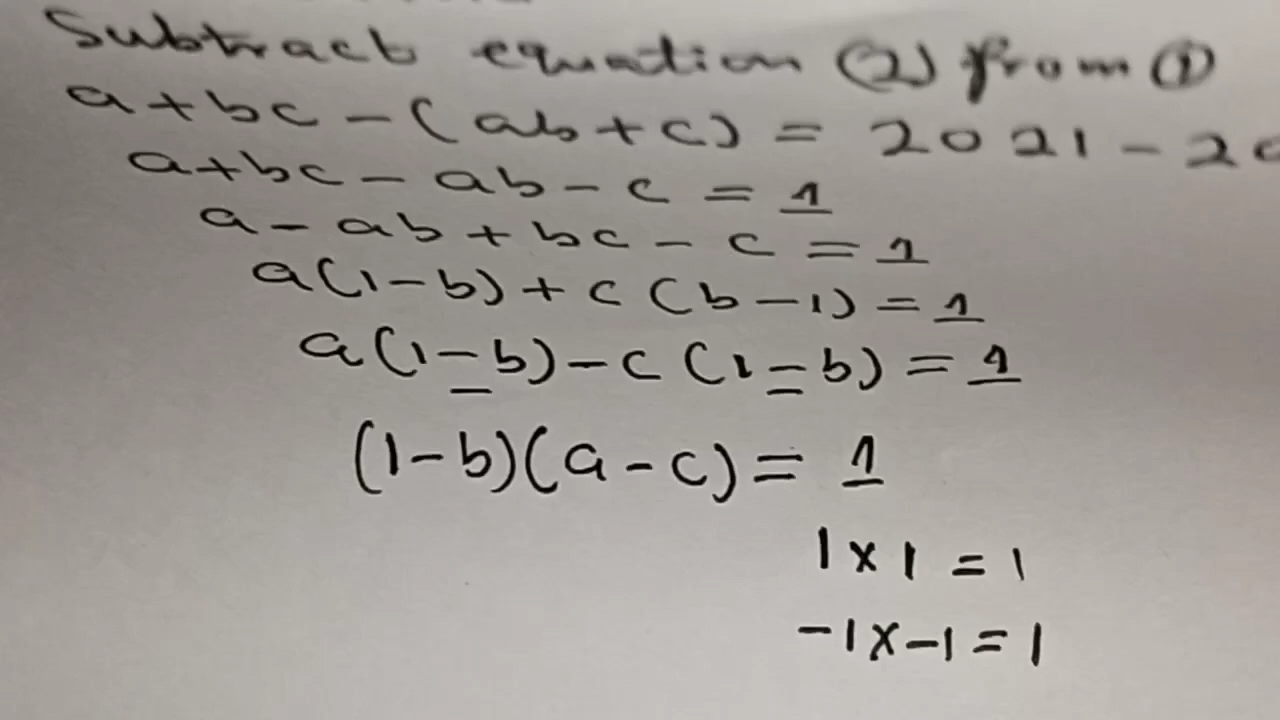 Subtract equation (2) from ①
a+bc-(ab+c) = 2021-20
a+bc-ab-c = 1
a-ab+bc-c = 1
a(1-b)+c(b-1) = 1
a(1-b)-c(1-b) = 1
(1-b)(a-c) = 1
1 x 1 = 1
-1 x -1 = 1